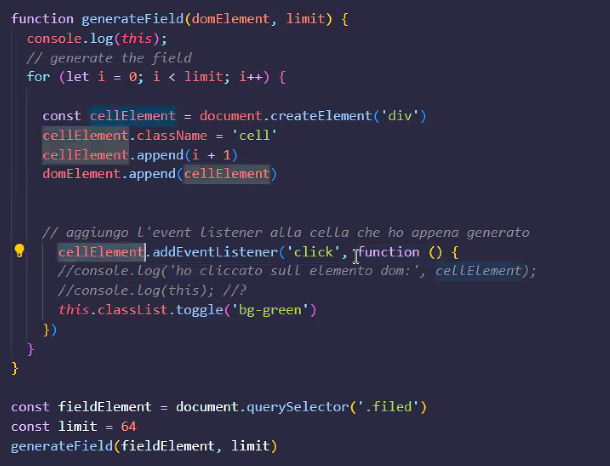 function generateField(domElement, limit) {
console.log(this);
// generate the field
for (let i = 0; i < limit; i++) {
const cellElement = document.createElement('div')
cellElement.className = 'cell'
cellElement.append(i + 1)
domElement.append(cellElement)
// aggiungo l'event listener alla cella che ho appena generato
cellElement.addEventListener('click', function () {
//console.log('ho cliccato sull elemento dom:', cellElement);
//console.log(this); //?
this.classList.toggle('bg-green')
})
}
}
const fieldElement = document.querySelector('.filed')
const limit = 64
generateField(fieldElement, limit)